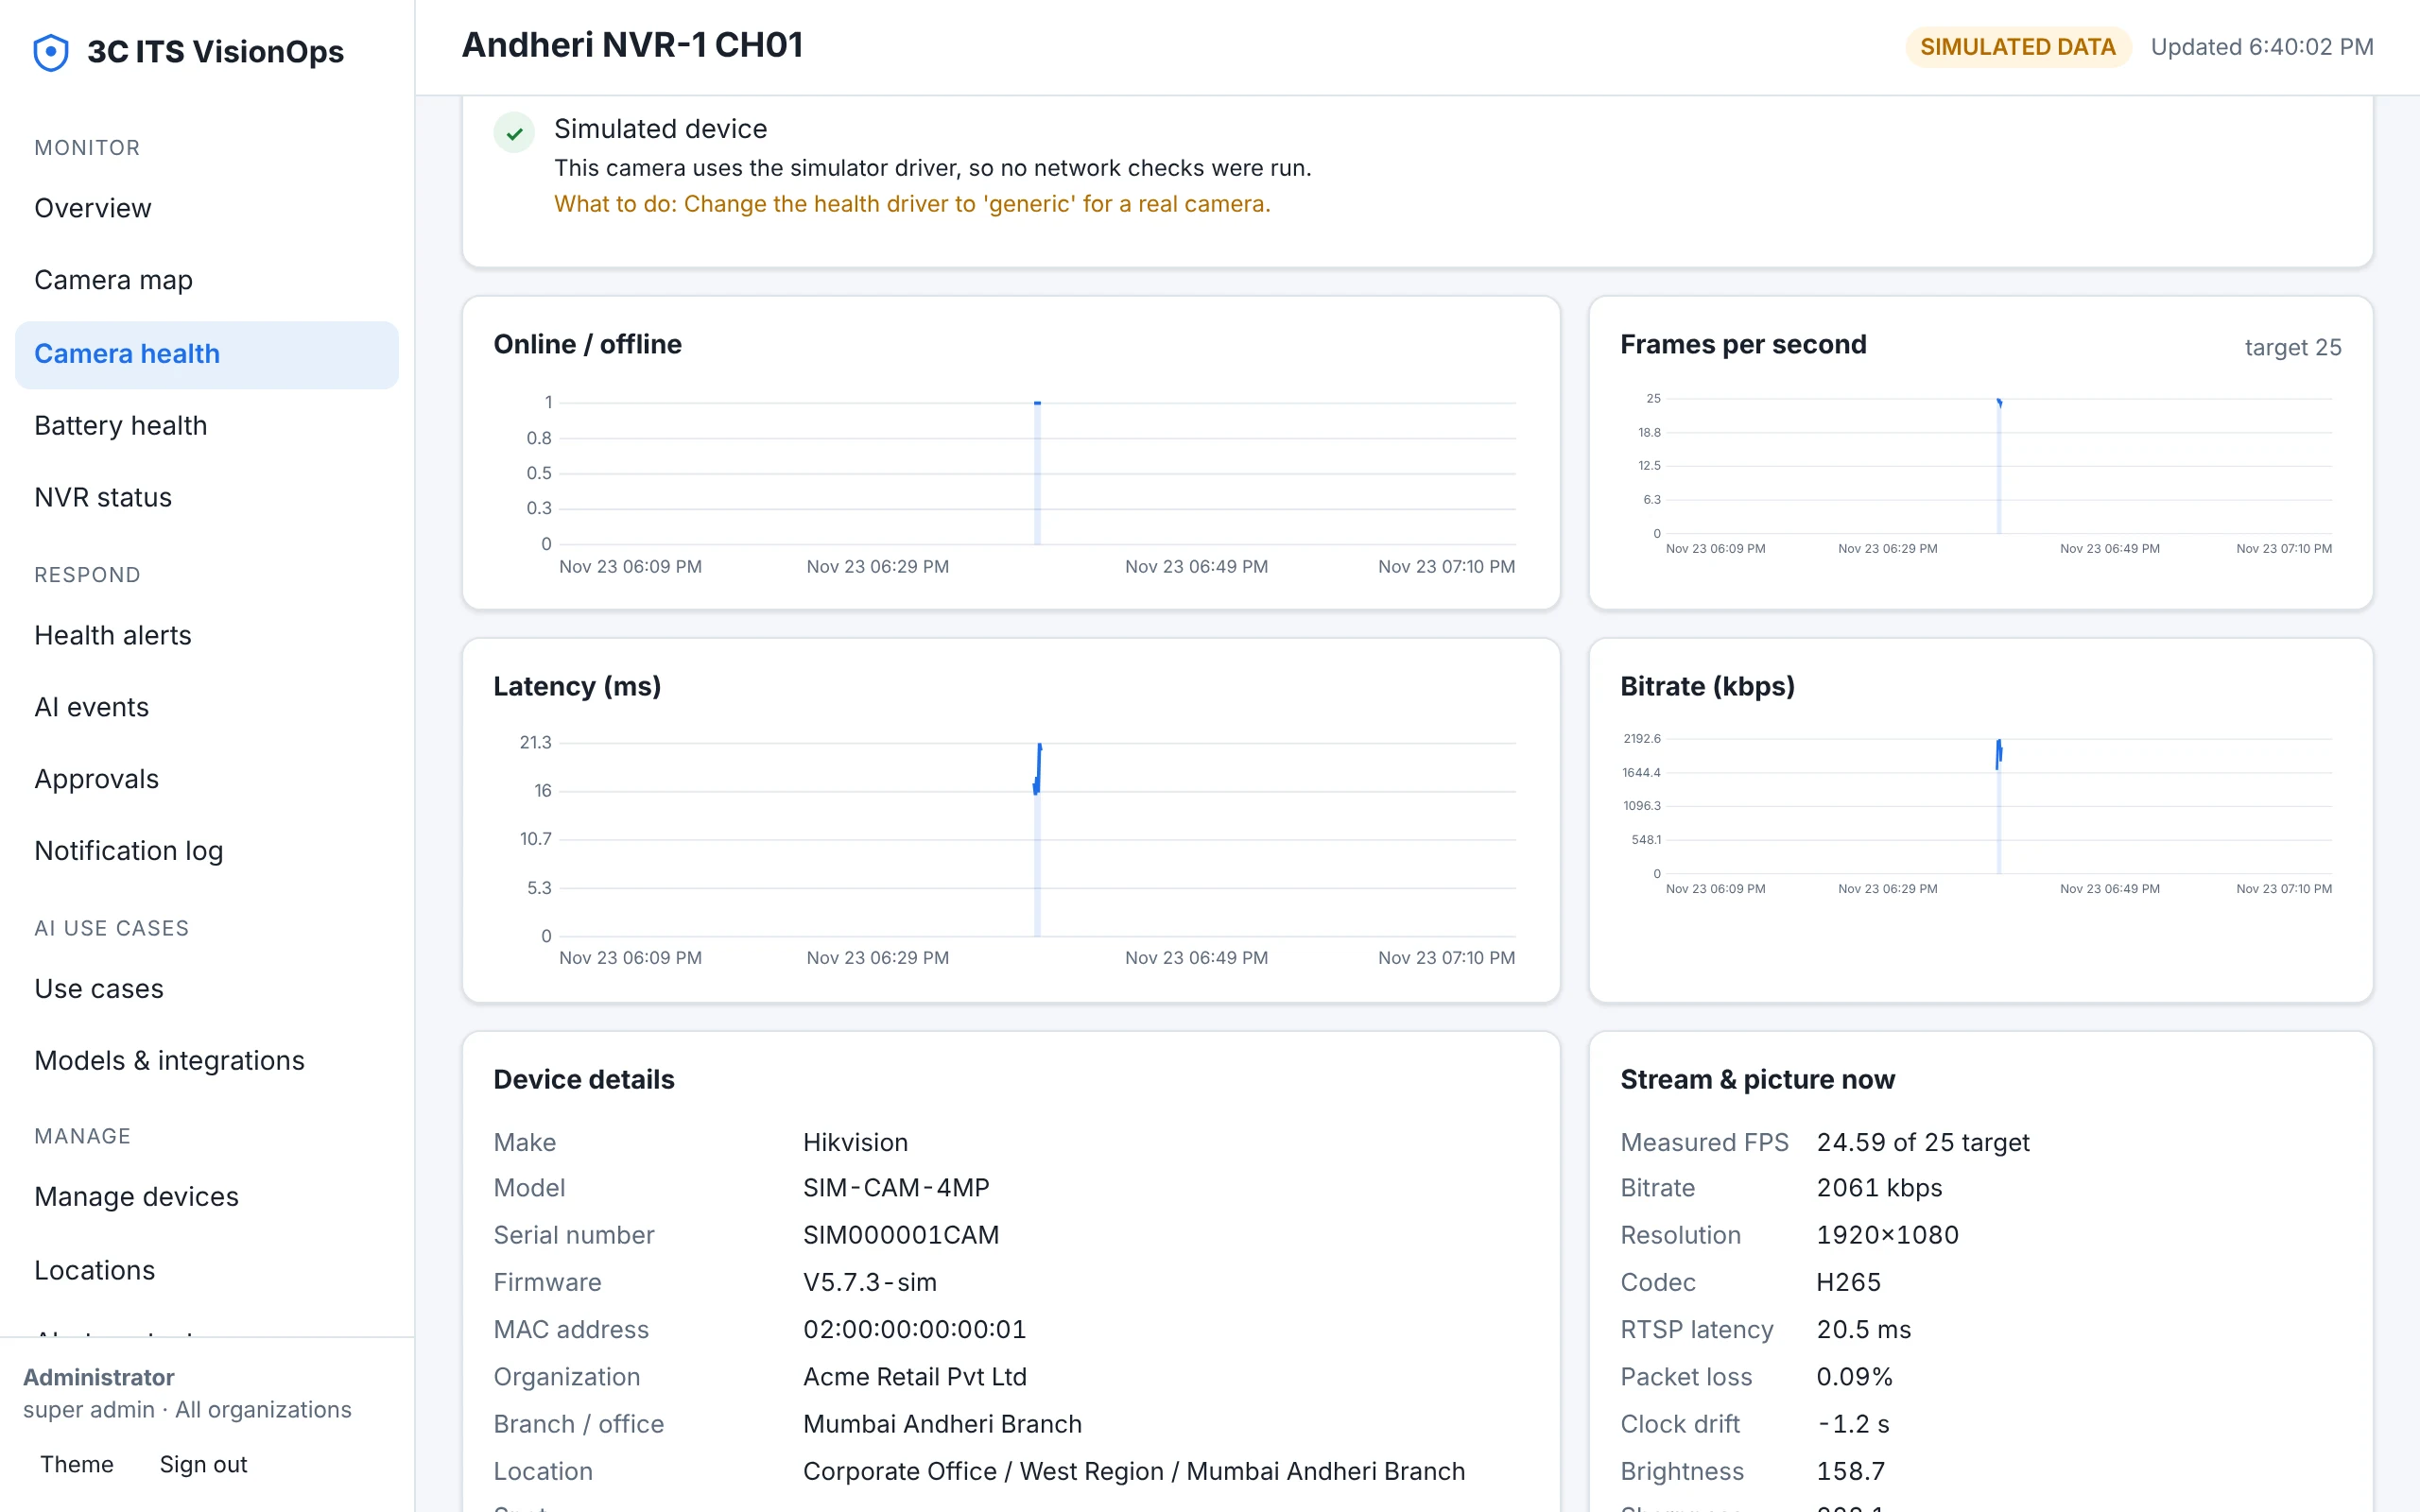 3C ITS VisionOps
MONITOR
Overview
Camera map
Camera health
Battery health
NVR status
RESPOND
Health alerts
AI events
Approvals
Notification log
AI USE CASES
Use cases
Models & integrations
MANAGE
Manage devices
Locations
Administrator
super admin · All organizations
Theme Sign out
Andheri NVR-1 CH01
SIMULATED DATA Updated 6:40:02 PM
Simulated device
This camera uses the simulator driver, so no network checks were run.
What to do: Change the health driver to 'generic' for a real camera.
Online / offline
1
0.8
0.5
0.3
0
Nov 23 06:09 PM Nov 23 06:29 PM Nov 23 06:49 PM Nov 23 07:10 PM
Frames per second target 25
25
18.8
12.5
6.3
0
Nov 23 06:09 PM Nov 23 06:29 PM Nov 23 06:49 PM Nov 23 07:10 PM
Latency (ms)
21.3
16
10.7
5.3
0
Nov 23 06:09 PM Nov 23 06:29 PM Nov 23 06:49 PM Nov 23 07:10 PM
Bitrate (kbps)
2192.6
1644.4
1096.3
548.1
0
Nov 23 06:09 PM Nov 23 06:29 PM Nov 23 06:49 PM Nov 23 07:10 PM
Device details
Make Hikvision
Model SIM-CAM-4MP
Serial number SIM000001CAM
Firmware V5.7.3-sim
MAC address 02:00:00:00:00:01
Organization Acme Retail Pvt Ltd
Branch / office Mumbai Andheri Branch
Location Corporate Office / West Region / Mumbai Andheri Branch
Stream & picture now
Measured FPS 24.59 of 25 target
Bitrate 2061 kbps
Resolution 1920×1080
Codec H265
RTSP latency 20.5 ms
Packet loss 0.09%
Clock drift -1.2 s
Brightness 158.7